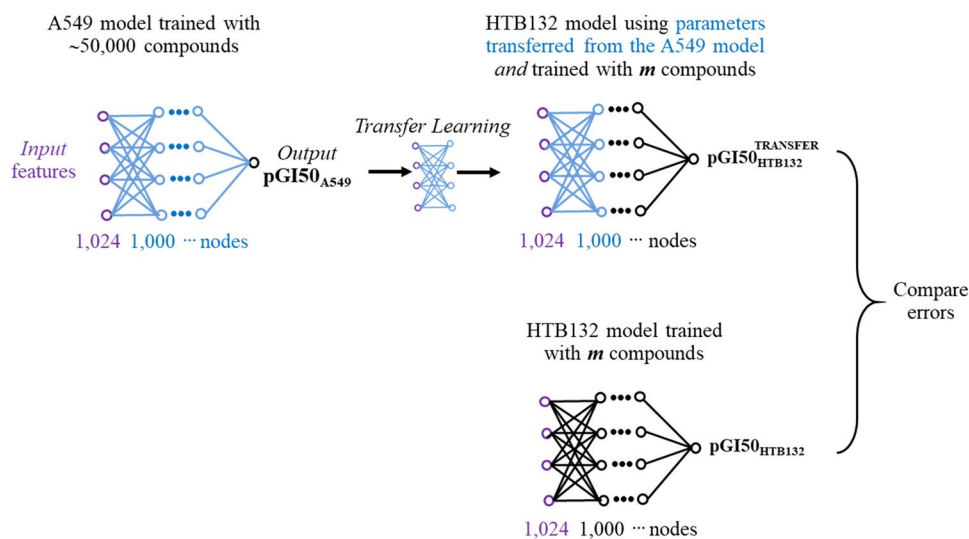 A549 model trained with
~50,000 compounds
Input
features
Output
pGI50A549
1,024 1,000 ··· nodes
Transfer Learning
HTB132 model using parameters
transferred from the A549 model
and trained with m compounds
pGI50HTB132TRANSFER
1,024 1,000 ··· nodes
HTB132 model trained
with m compounds
pGI50HTB132
1,024 1,000 ··· nodes
Compare
errors